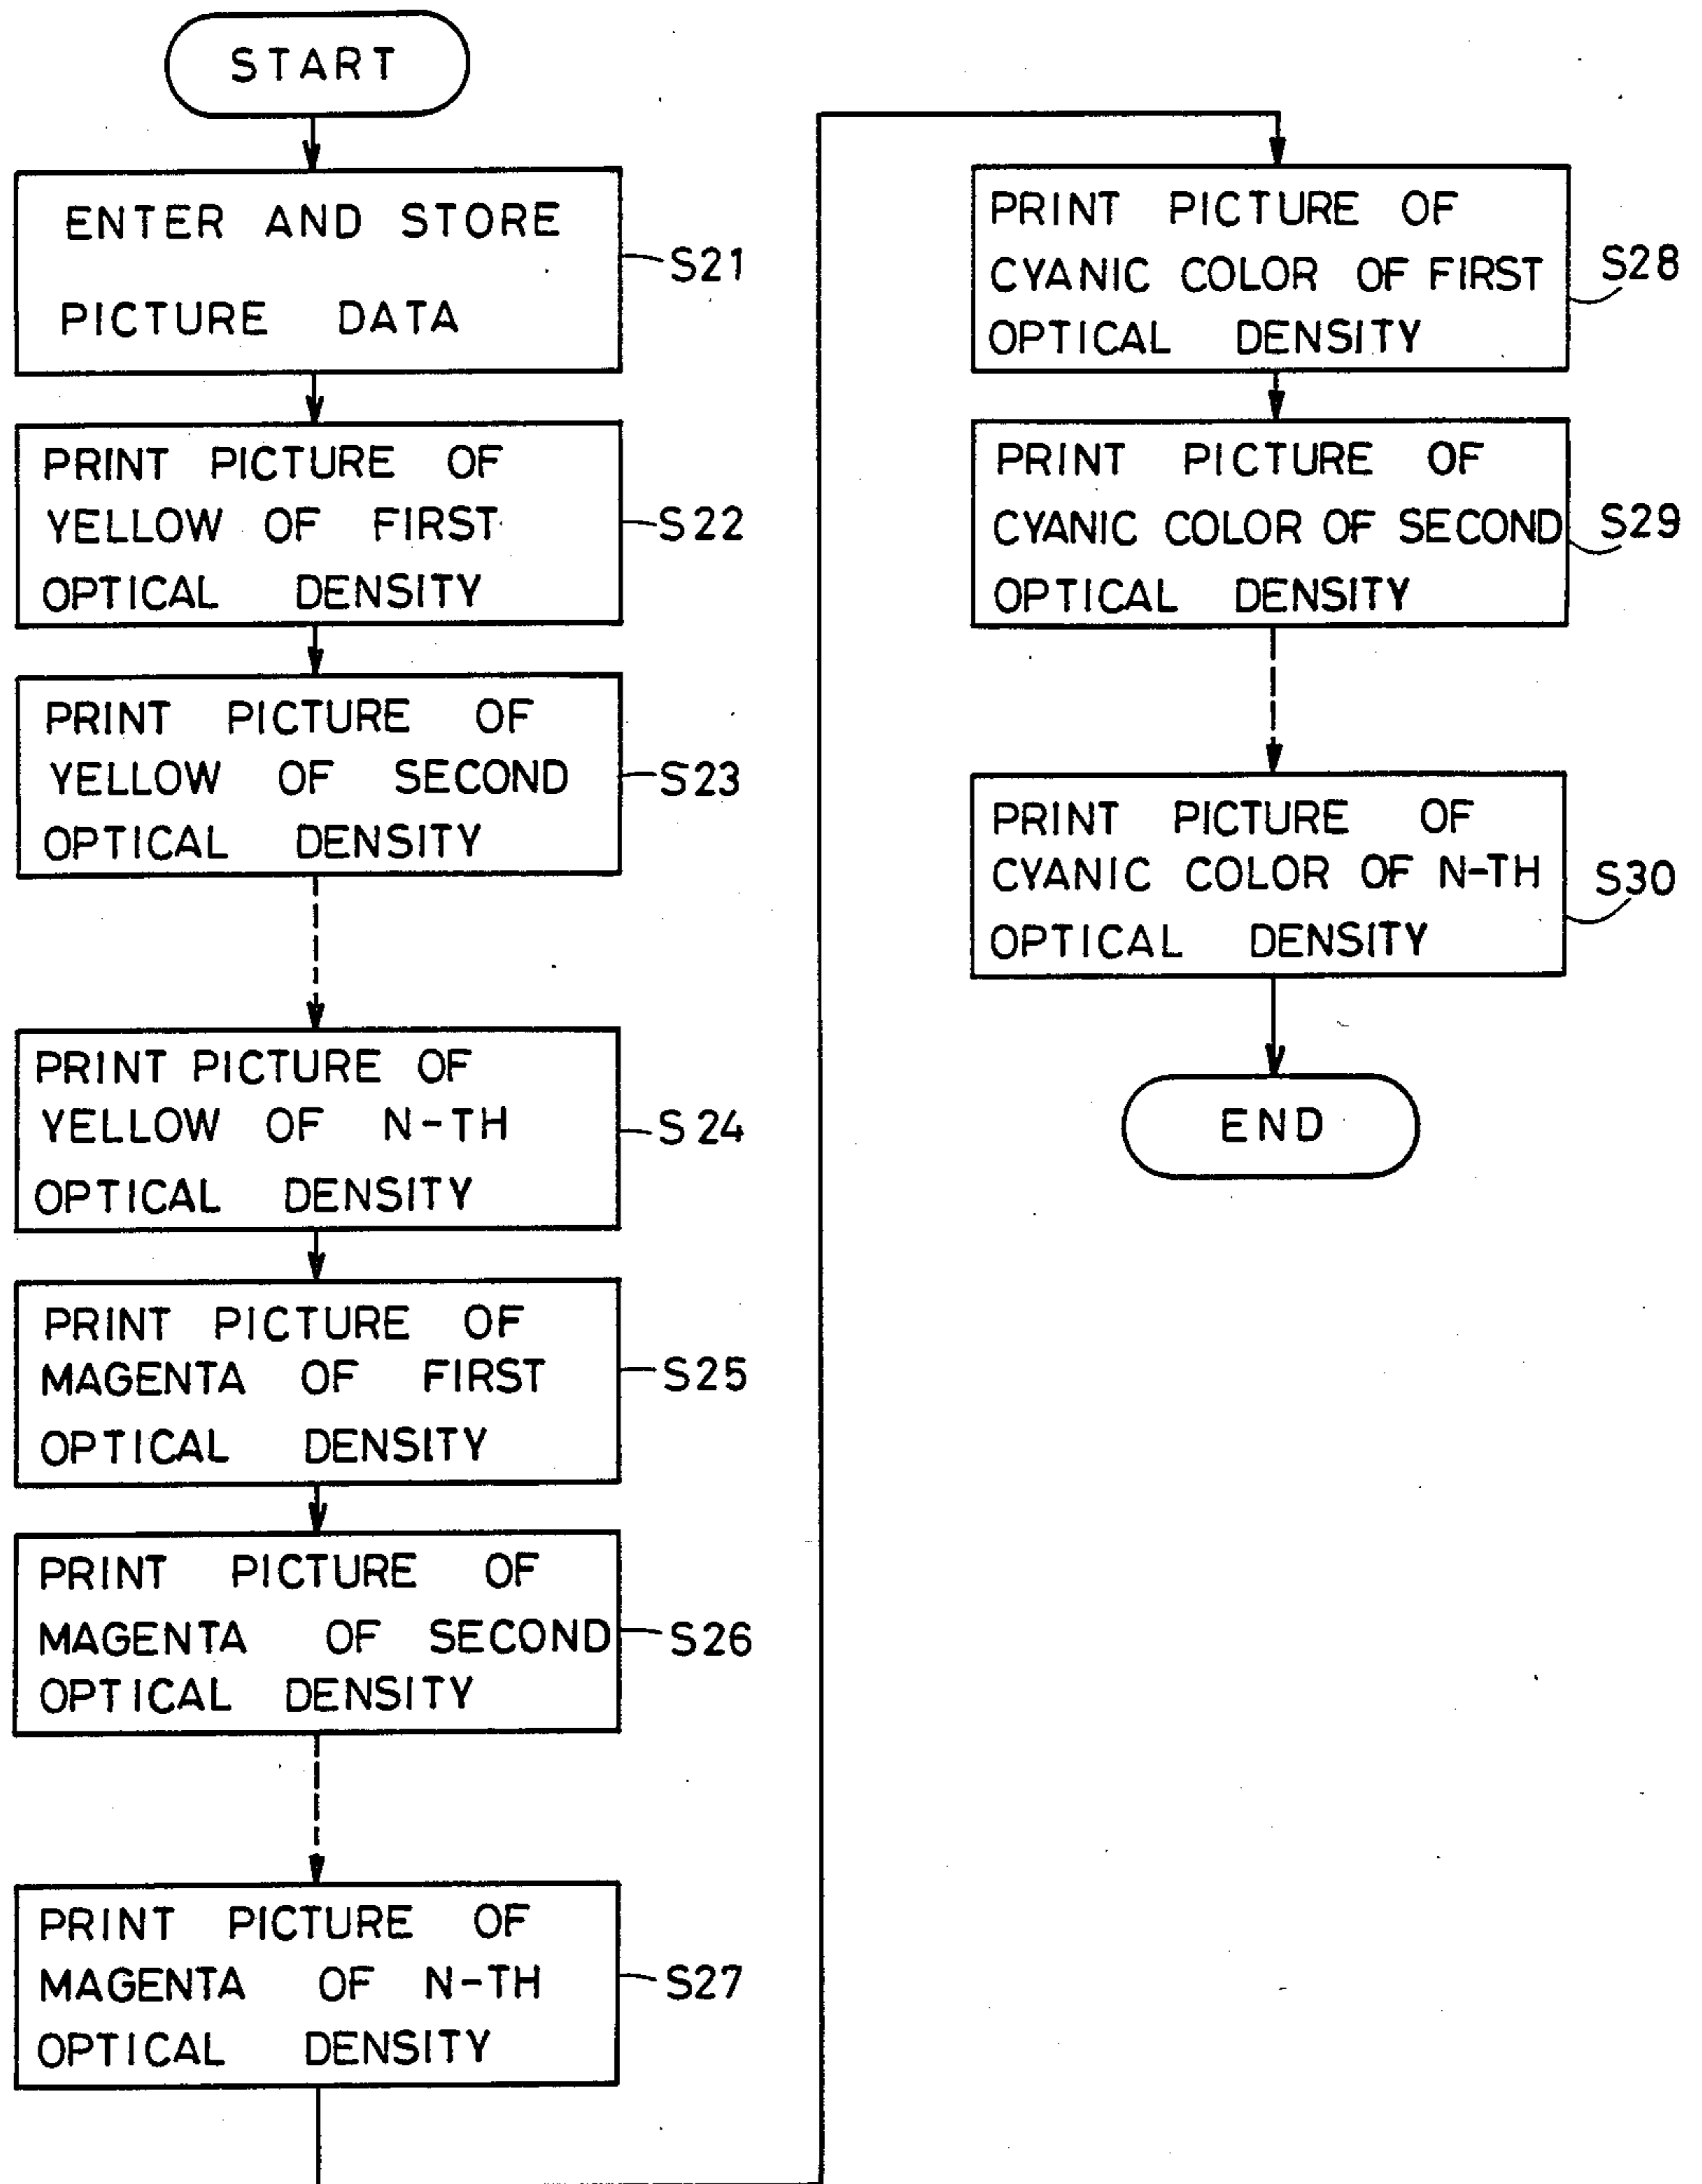 START
ENTER AND STORE
PICTURE DATA
S21
PRINT PICTURE OF
YELLOW OF FIRST
OPTICAL DENSITY
S22
PRINT PICTURE OF
YELLOW OF SECOND
OPTICAL DENSITY
S23
PRINT PICTURE OF
YELLOW OF N-TH
OPTICAL DENSITY
S24
PRINT PICTURE OF
MAGENTA OF FIRST
OPTICAL DENSITY
S25
PRINT PICTURE OF
MAGENTA OF SECOND
OPTICAL DENSITY
S26
PRINT PICTURE OF
MAGENTA OF N-TH
OPTICAL DENSITY
S27
PRINT PICTURE OF
CYANIC COLOR OF FIRST
OPTICAL DENSITY
S28
PRINT PICTURE OF
CYANIC COLOR OF SECOND
OPTICAL DENSITY
S29
PRINT PICTURE OF
CYANIC COLOR OF N-TH
OPTICAL DENSITY
S30
END